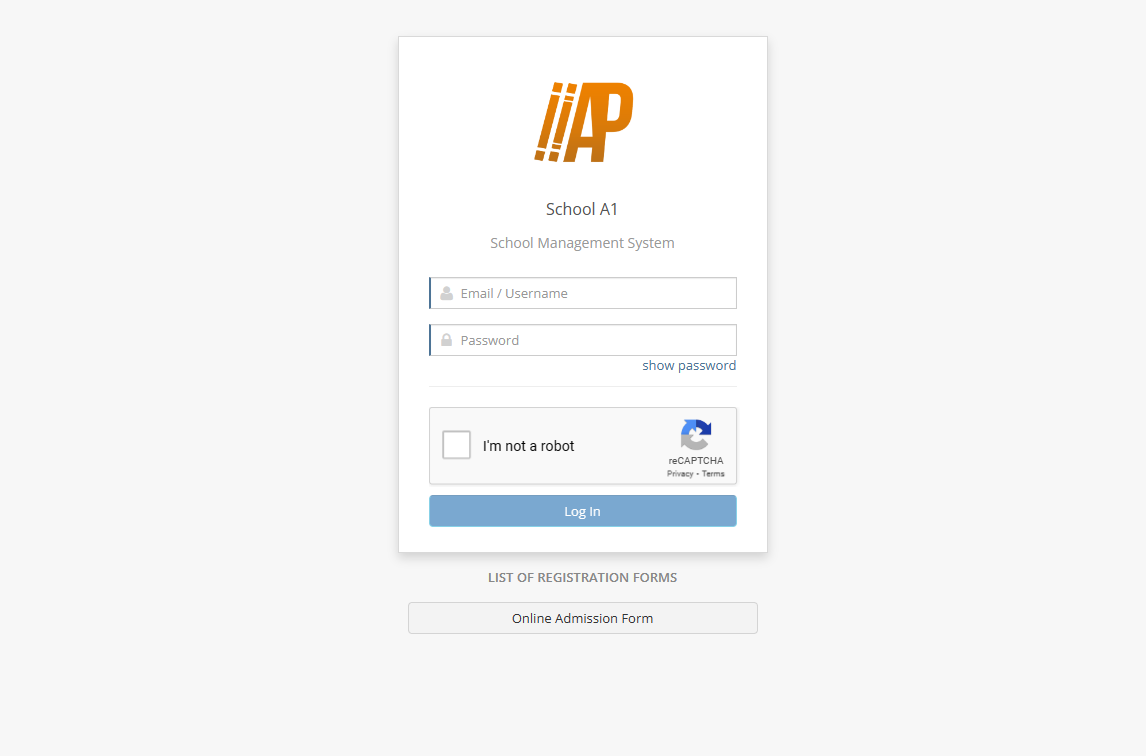 AP
School A1
School Management System
Email / Username
Password
show password
I'm not a robot
reCAPTCHA
Privacy - Terms
Log In
LIST OF REGISTRATION FORMS
Online Admission Form